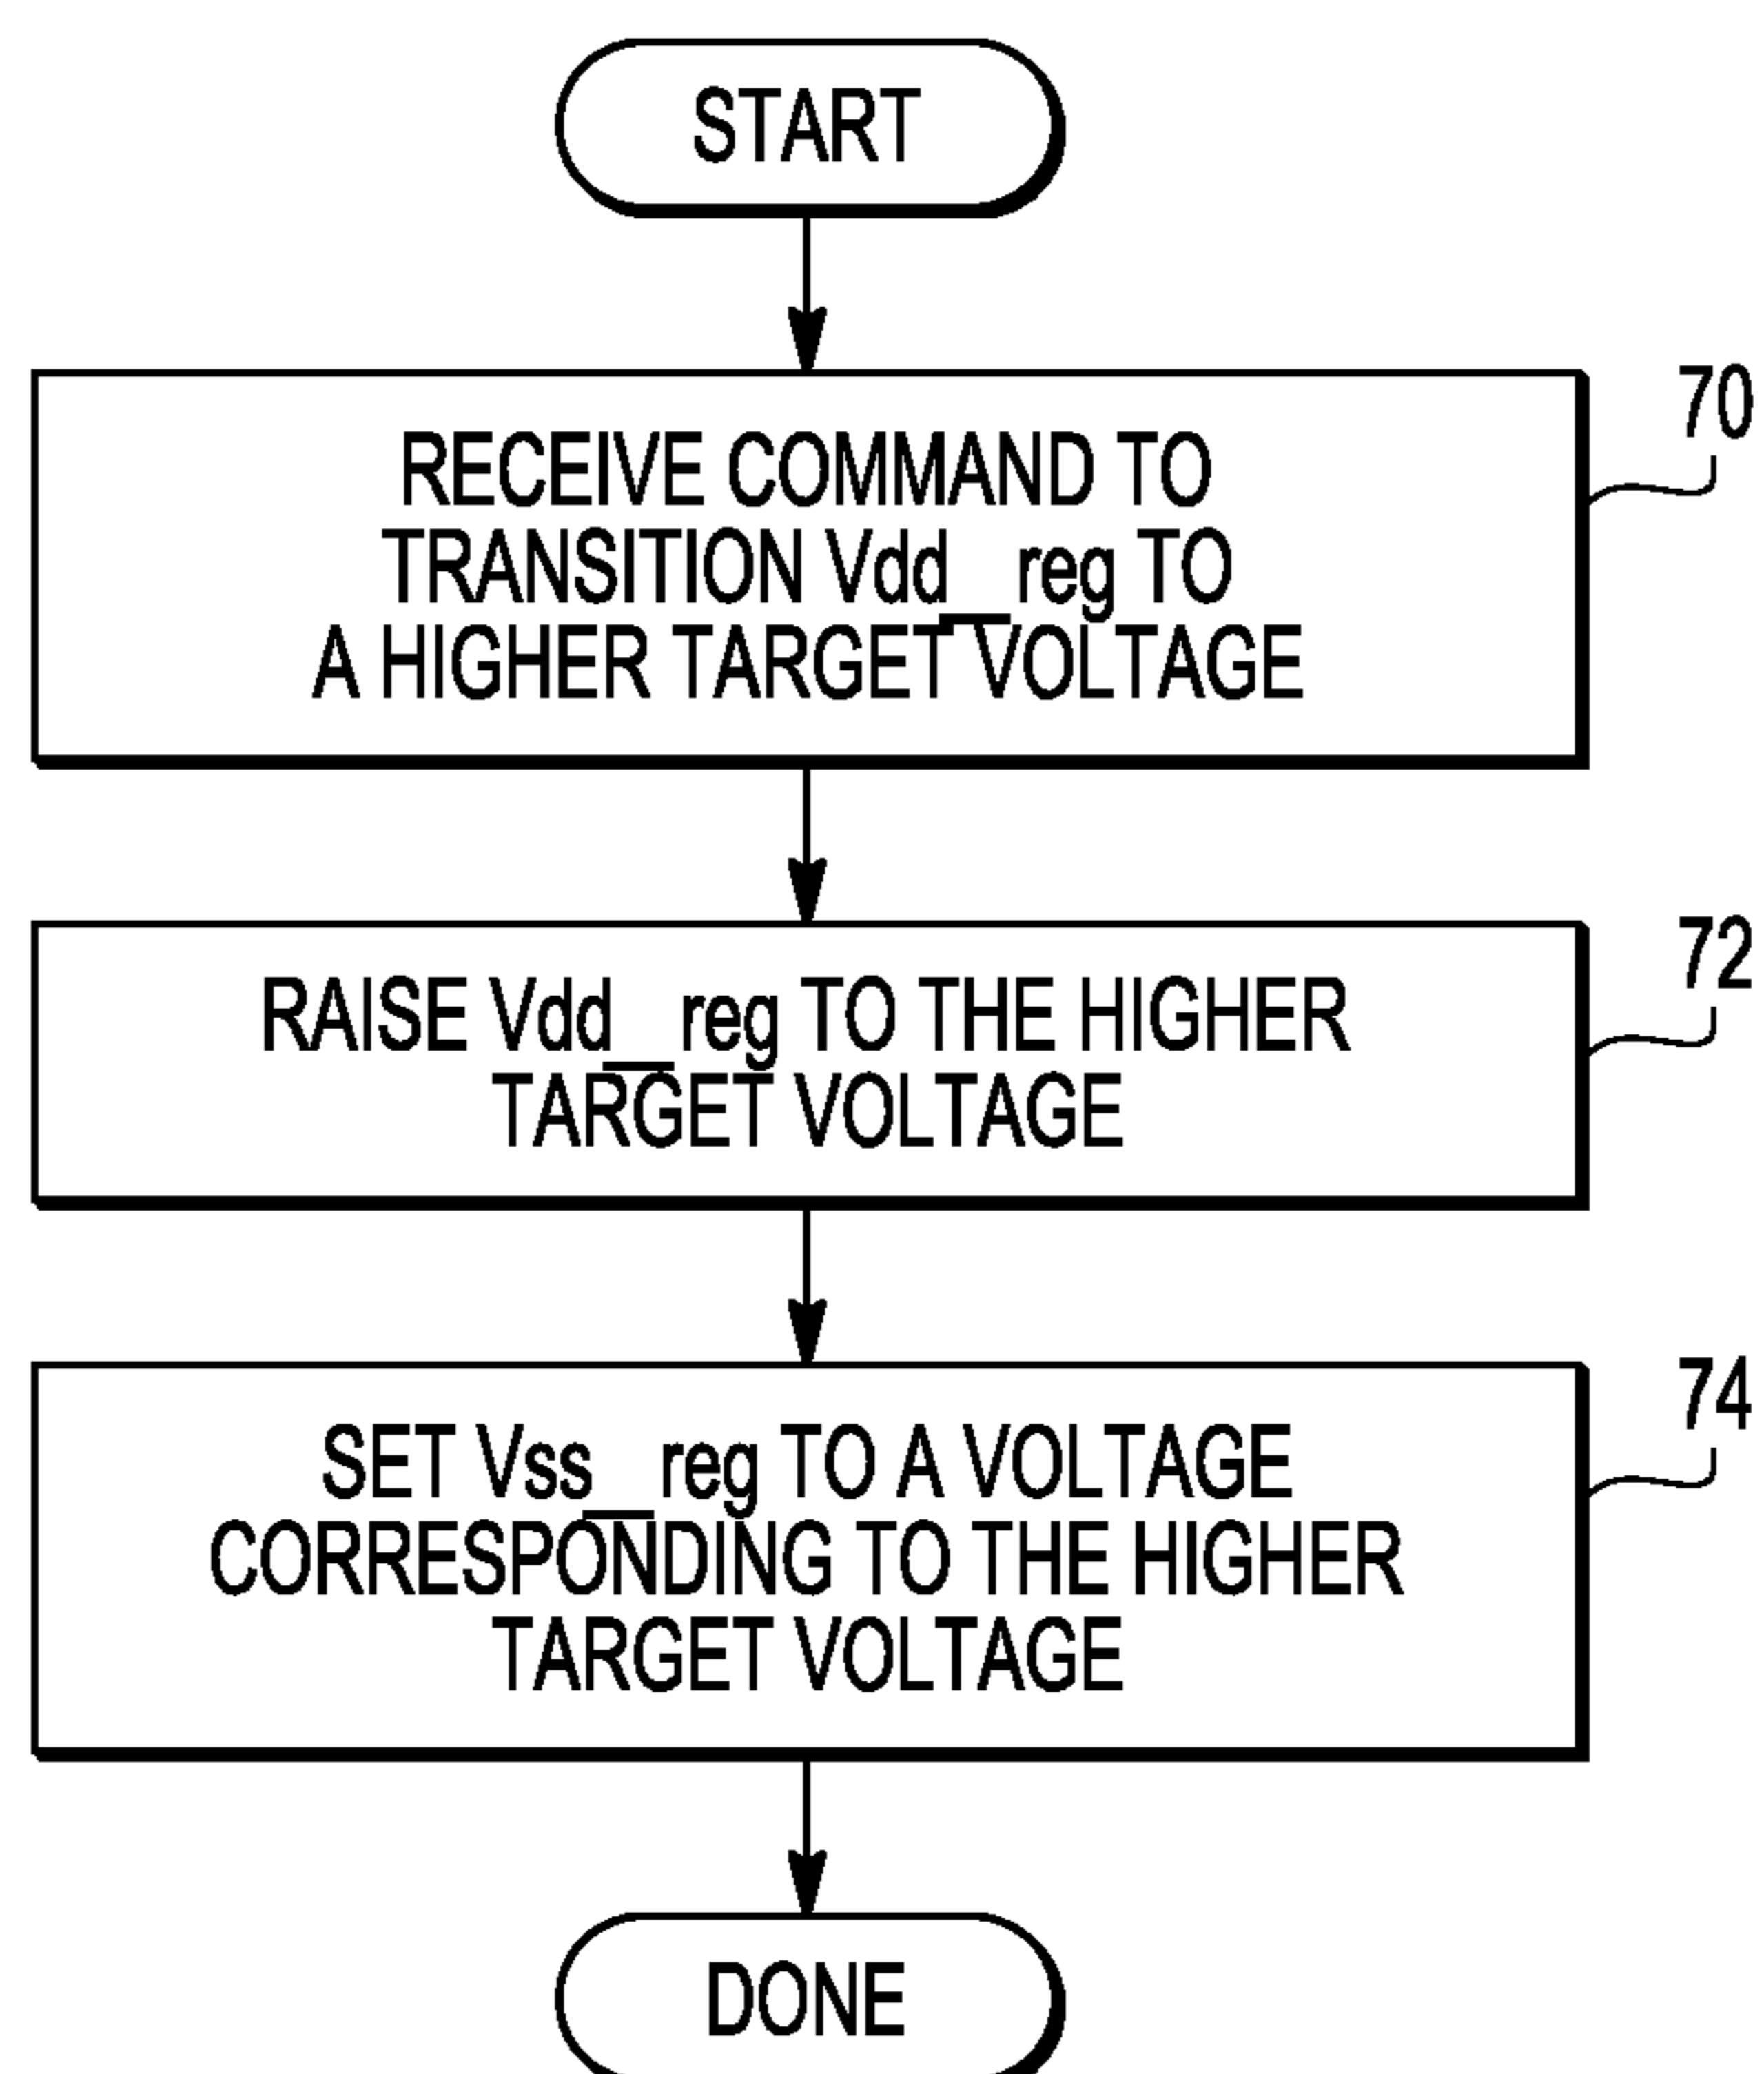 START
70
RECEIVE COMMAND TO
TRANSITION Vdd_reg TO
A HIGHER TARGET VOLTAGE
72
RAISE Vdd_reg TO THE HIGHER
TARGET VOLTAGE
74
SET Vss_reg TO A VOLTAGE
CORRESPONDING TO THE HIGHER
TARGET VOLTAGE
DONE